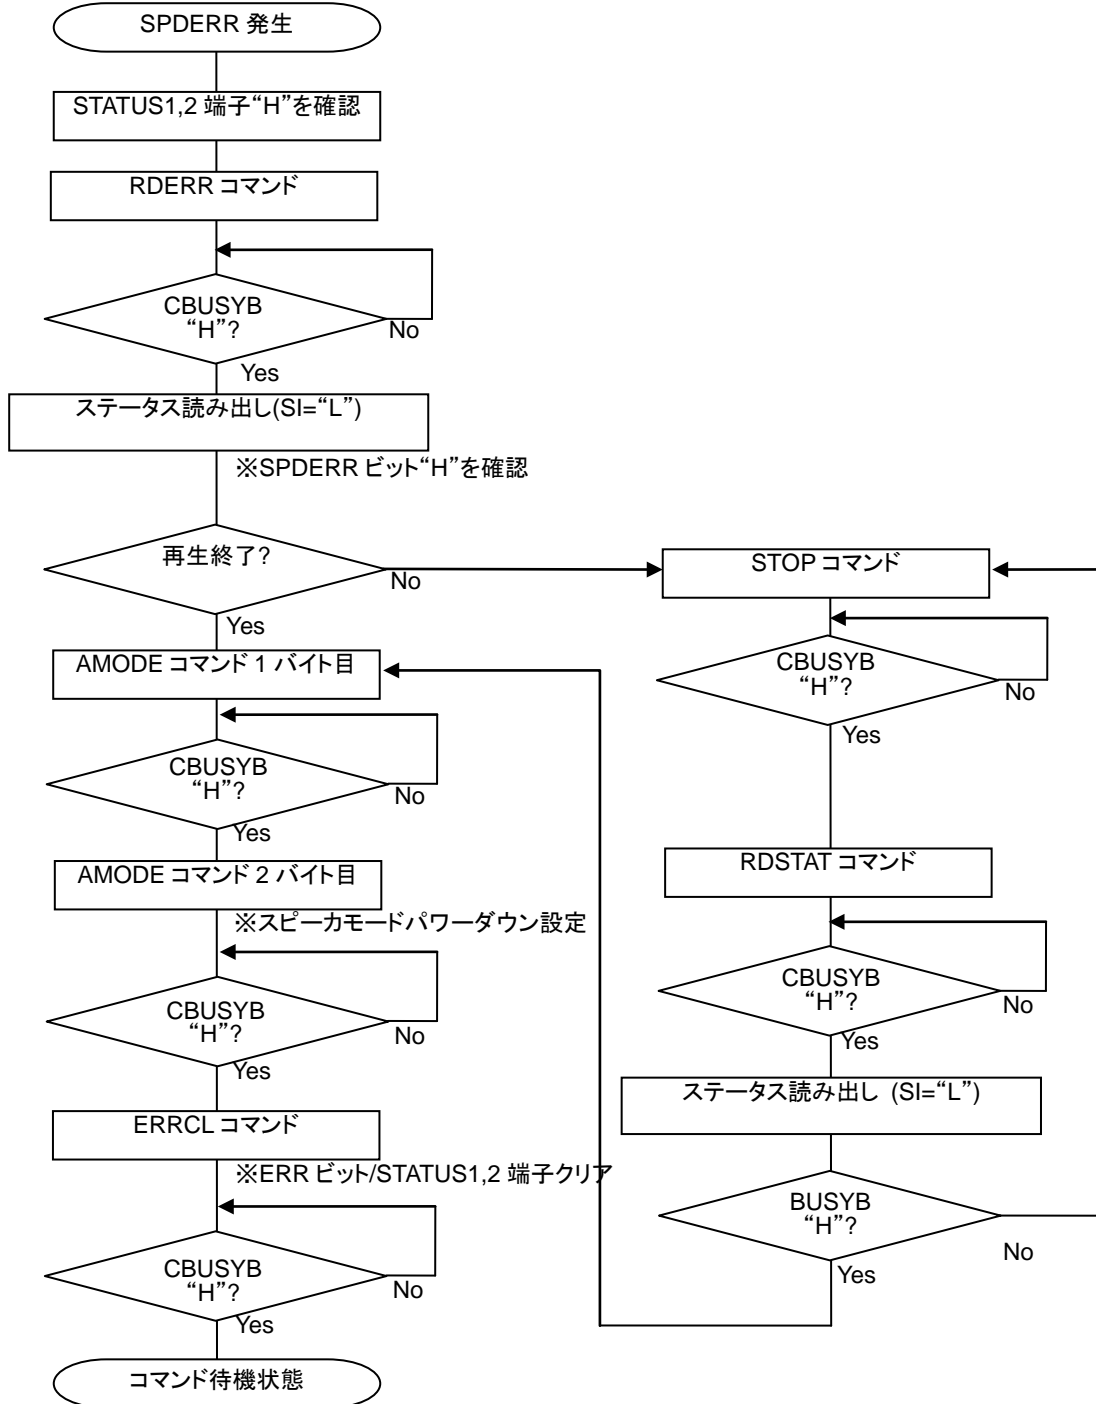 SPDERR 発生
STATUS1,2 端子“H”を確認
RDERR コマンド
CBUSYB
“H”?
No
Yes
ステータス読み出し(SI=“L”)
※SPDERR ビット“H”を確認
再生終了?
No
Yes
AMODE コマンド 1 バイト目
CBUSYB
“H”?
No
Yes
AMODE コマンド 2 バイト目
※スピーカモードパワーダウン設定
CBUSYB
“H”?
No
Yes
ERRCL コマンド
※ERR ビット/STATUS1,2 端子クリア
CBUSYB
“H”?
No
Yes
コマンド待機状態
STOP コマンド
CBUSYB
“H”?
No
Yes
RDSTAT コマンド
CBUSYB
“H”?
No
Yes
ステータス読み出し (SI=“L”)
BUSYB
“H”?
No
Yes